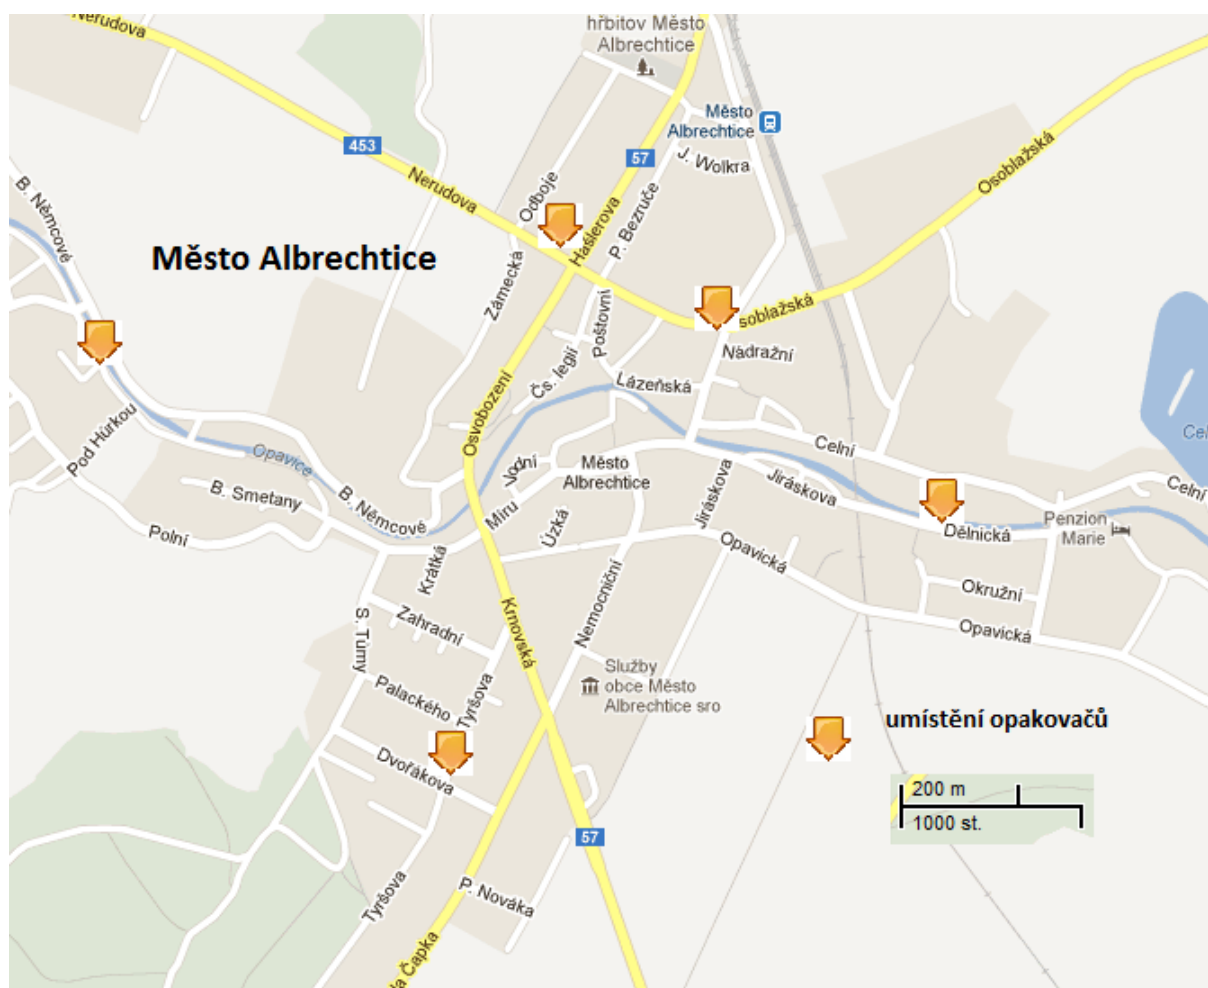 Nerudova
hřbitov Město
Albrechtice
Město
Albrechtice
453
57
J. Wolkra
Osoblažská
Nerudova
Odboje
P. Bezruče
Hašlerova
B. Němcové
Město Albrechtice
Zámecká
Poštovní
soblažská
Nádražní
Čs. legií
Lázeňská
Osvobození
Pod Hůrkou
Opavice
Celní
Cel
Vodní
Město
Albrechtice
Jiráskova
Jiráskova
Celní
B. Smetany
B. Němcové
Míru
Úzká
Polní
Dělnická
Penzion
Marie
Krátká
Opavická
Okružní
Nemocniční
Zahradní
S. Tůmy
Krnovská
Opavická
Služby
obce Město
Albrechtice sro
Palackého
Tyršova
umístění opakovačů
Dvořákova
200 m
1000 st.
57
Tyršova
P. Nováka
la Čapka